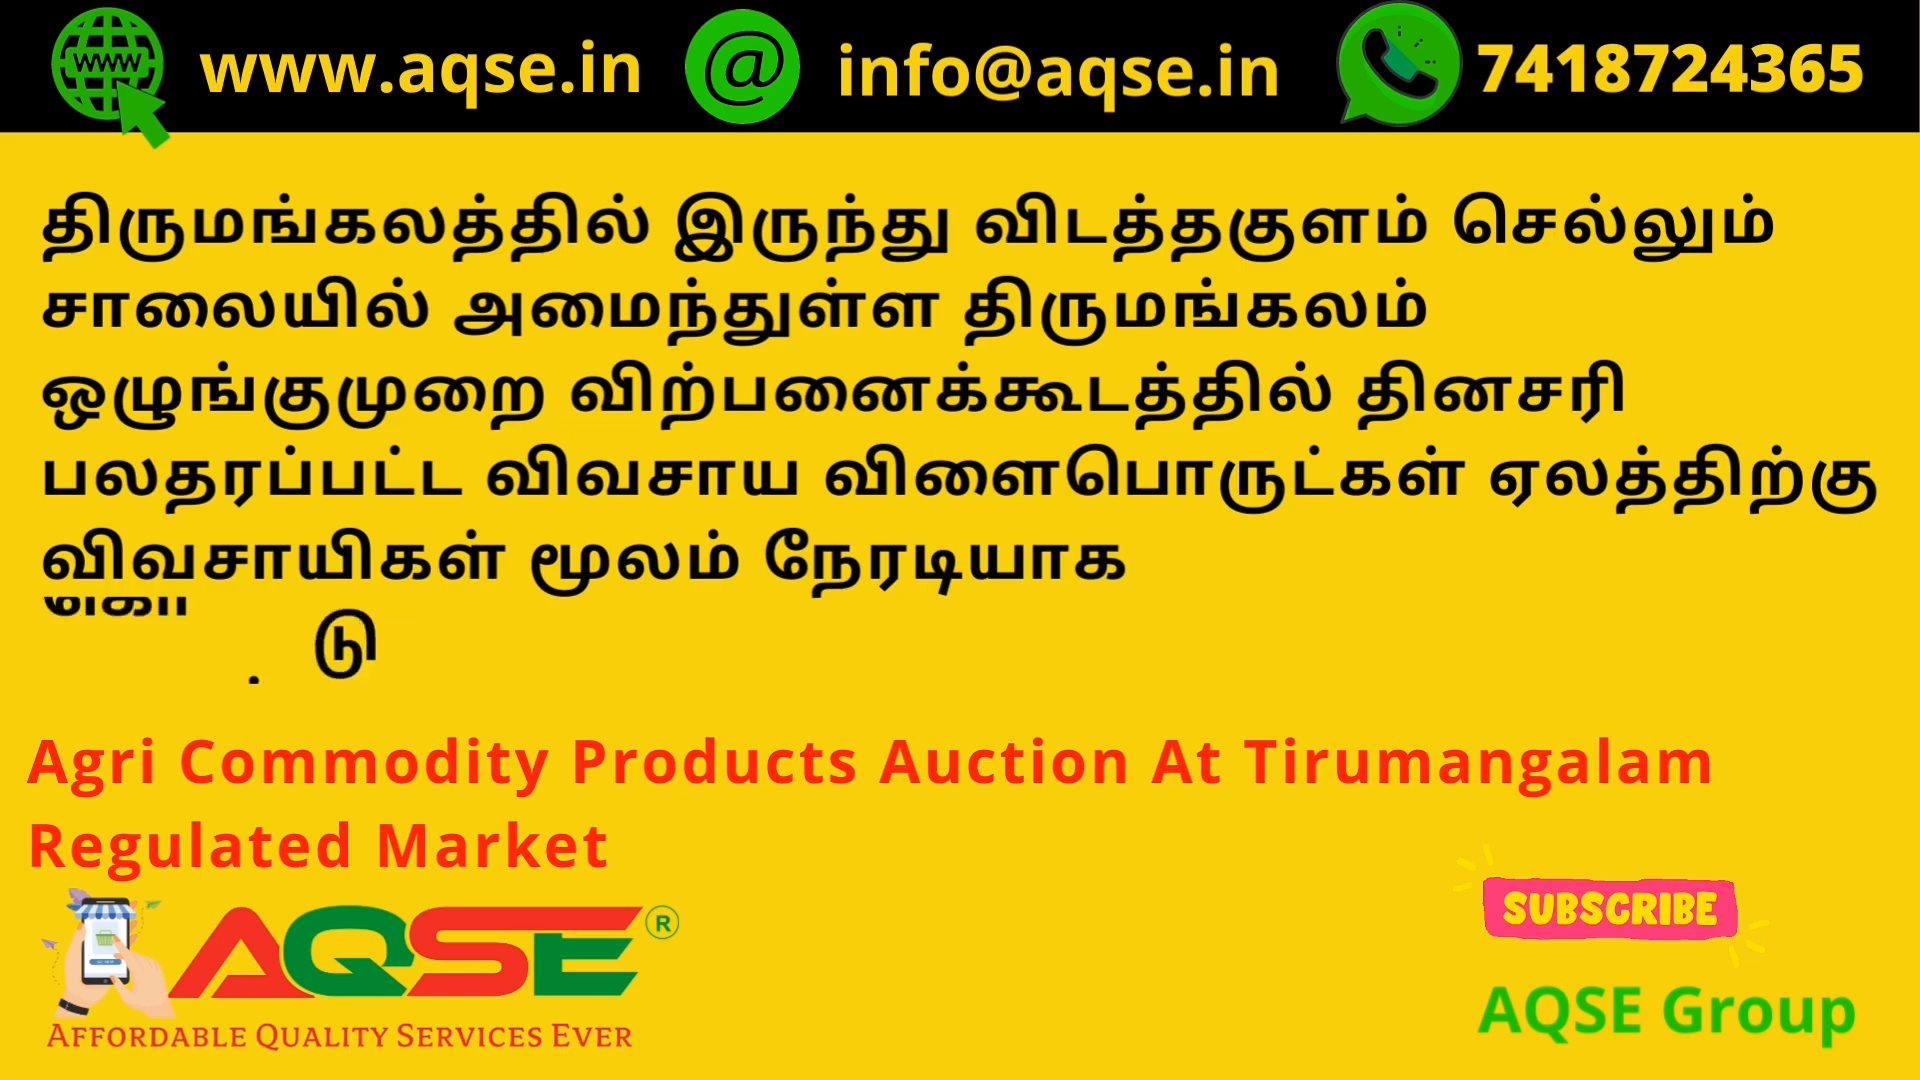 www.aqse.in info@aqse.in 7418724365
திருமங்கலத்தில் இருந்து விடத்தகுளம் செல்லும்
சாலையில் அமைந்துள்ள திருமங்கலம்
ஒழுங்குமுறை விற்பனைக்கூடத்தில் தினசரி
பலதரப்பட்ட விவசாய விளைபொருட்கள் ஏலத்திற்கு
விவசாயிகள் மூலம் நேரடியாக
டு
Agri Commodity Products Auction At Tirumangalam
Regulated Market
AQSE ®
AFFORDABLE QUALITY SERVICES EVER
SUBSCRIBE
AQSE Group